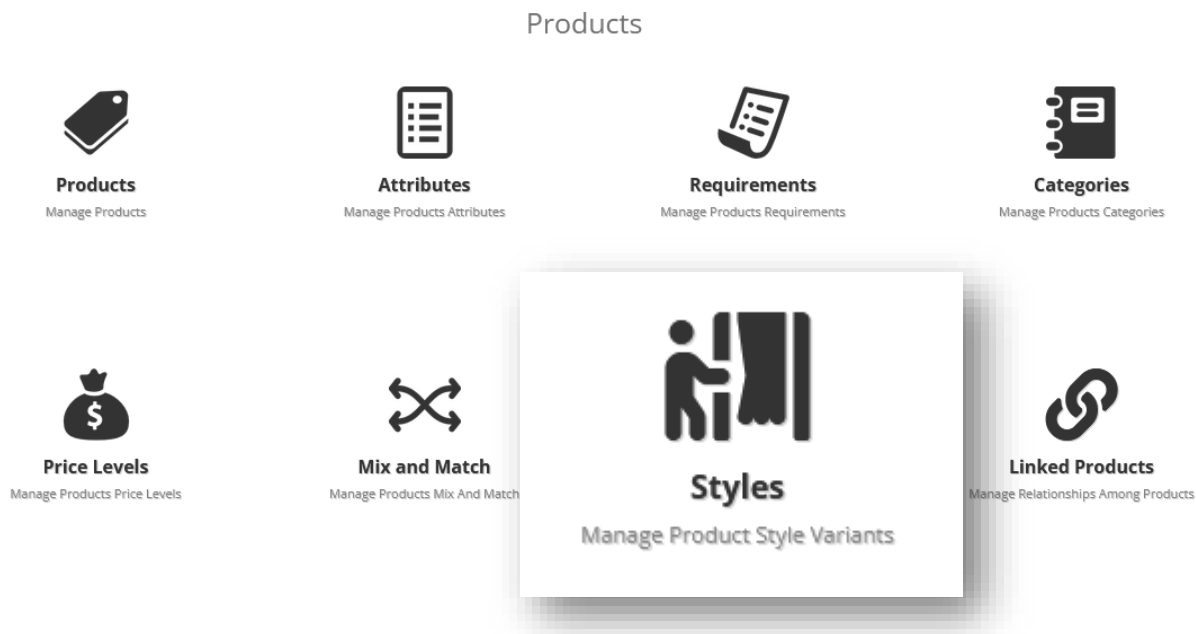 Products
Products
Attributes
Requirements
Categories
Manage Products
Manage Products Attributes
Manage Products Requirements
Manage Products Categories
$
Price Levels
Mix and Match
Styles
Linked Products
Manage Products Price Levels
Manage Products Mix And Match
Manage Product Style Variants
Manage Relationships Among Products